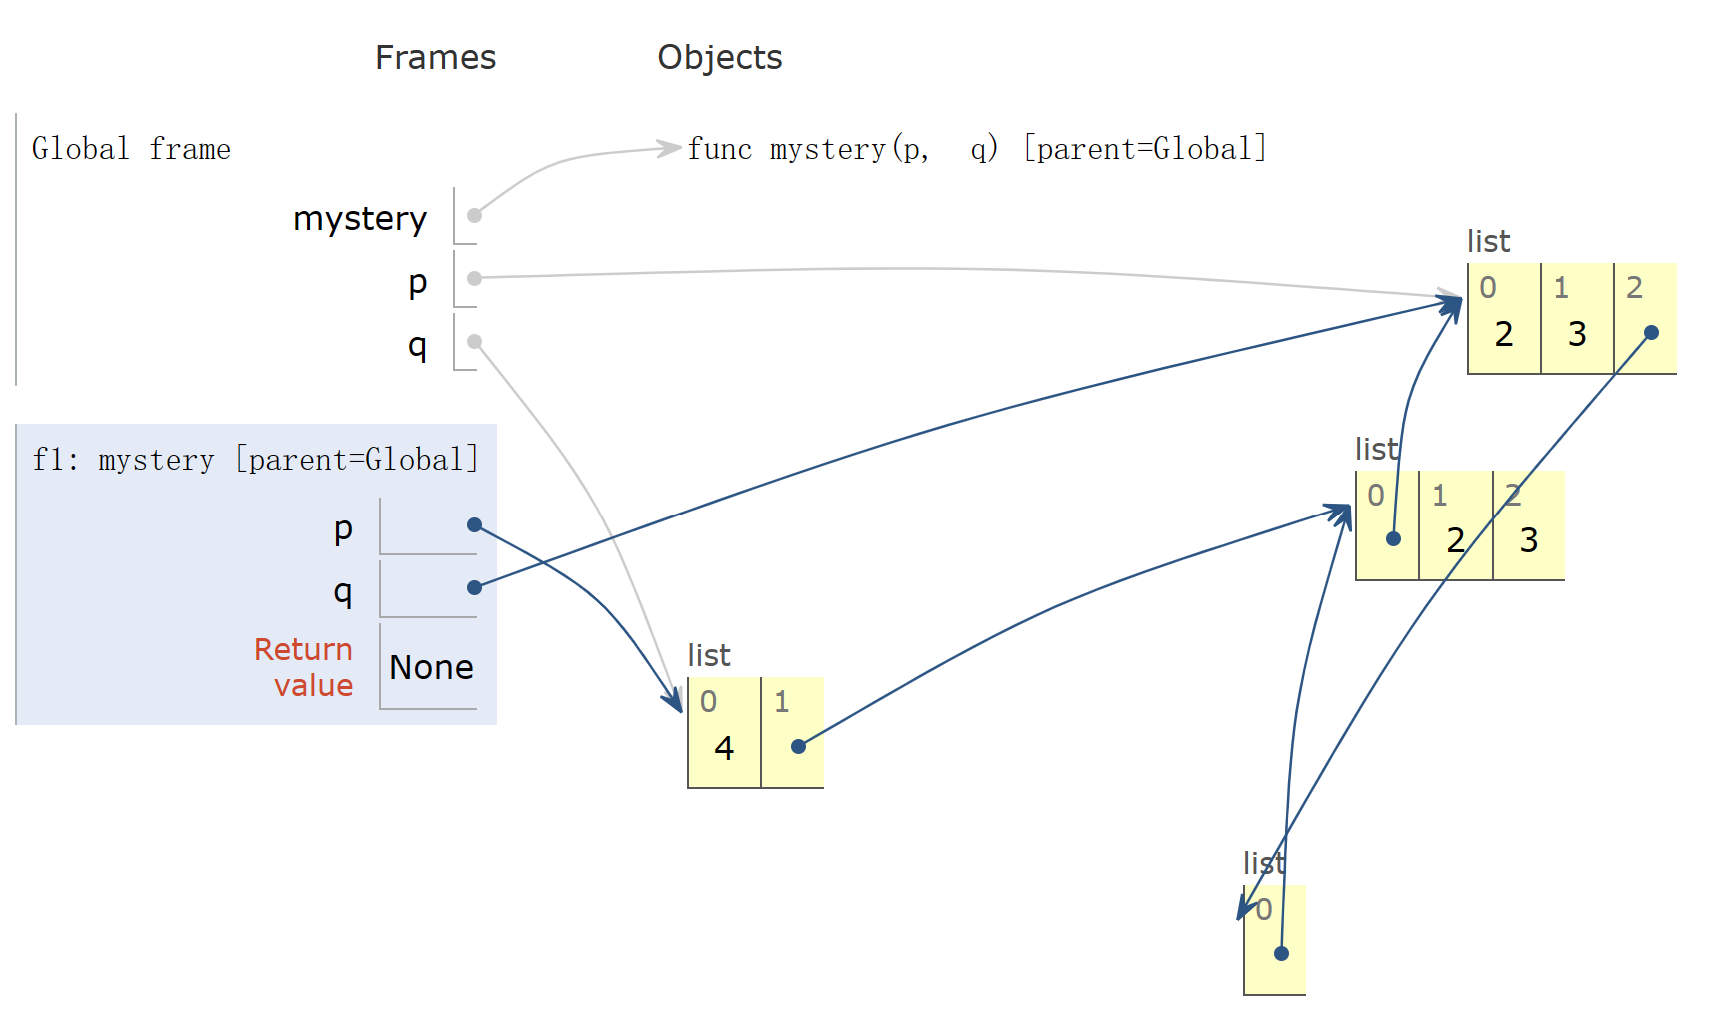 Frames Objects
Global frame
func mystery(p, q) [parent=Global]
mystery
p
q
list
0 1 2
2 3
f1: mystery [parent=Global]
p
q
Return
value
None
list
0 1 2
2 3
list
0 1
4
list
0